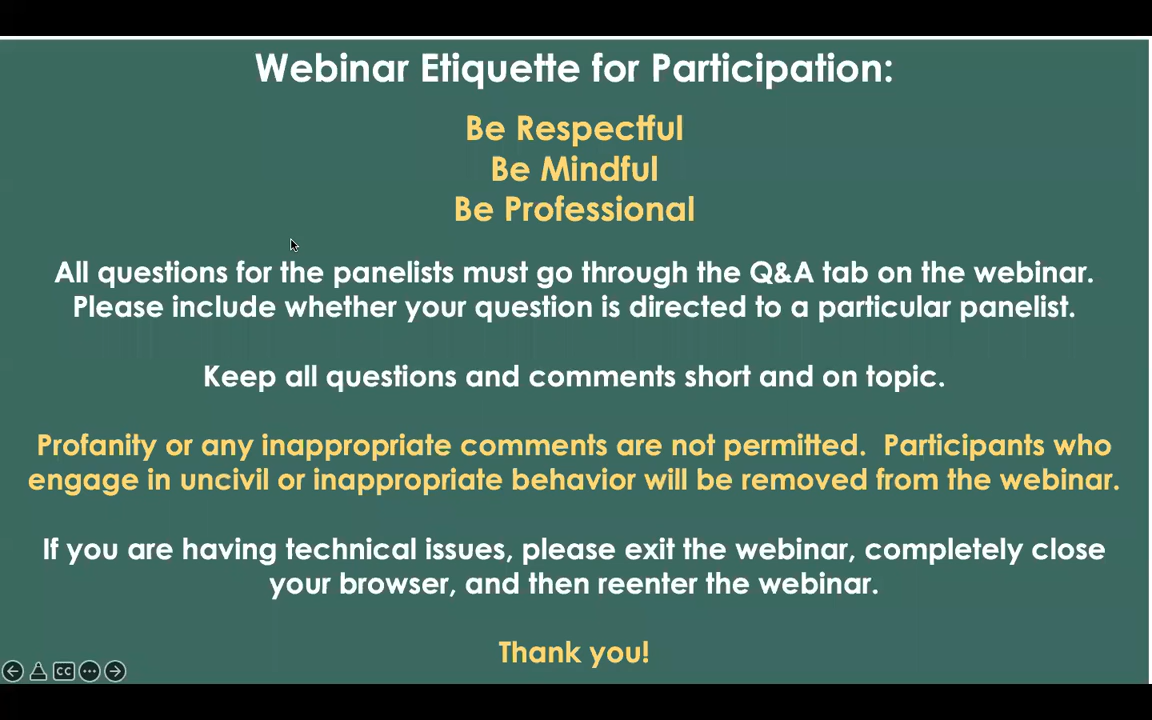 Webinar Etiquette for Participation:
Be Respectful
Be Mindful
Be Professional
All questions for the panelists must go through the Q&A tab on the webinar.
Please include whether your question is directed to a particular panelist.
Keep all questions and comments short and on topic.
Profanity or any inappropriate comments are not permitted.  Participants who
engage in uncivil or inappropriate behavior will be removed from the webinar.
If you are having technical issues, please exit the webinar, completely close
your browser, and then reenter the webinar.
Thank you!
CC